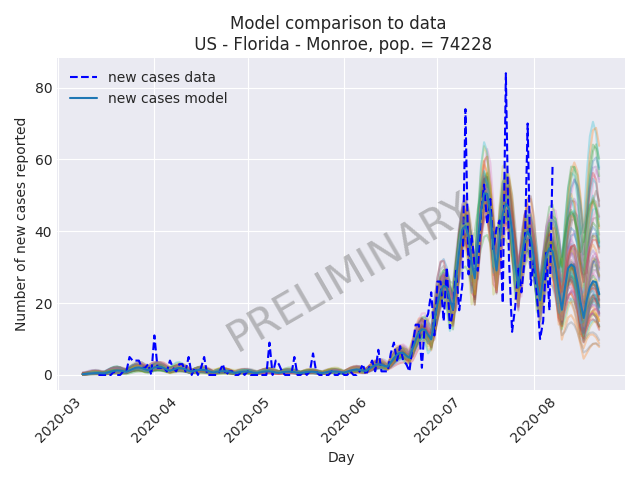 Model comparison to data
US - Florida - Monroe, pop. = 74228
new cases data
new cases model
Number of new cases reported
80
60
40
20
0
PRELIMINARY
2020-03
2020-04
2020-05
2020-06
2020-07
2020-08
Day